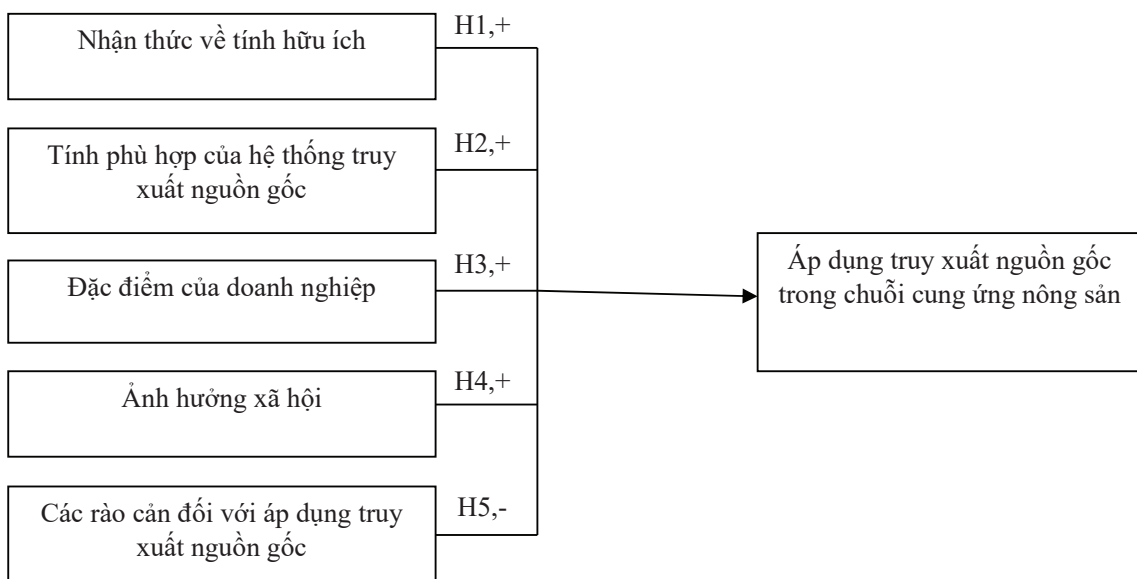 Nhận thức về tính hữu ích
H1,+
Tính phù hợp của hệ thống truy
xuất nguồn gốc
H2,+
Đặc điểm của doanh nghiệp
H3,+
Ảnh hưởng xã hội
H4,+
Các rào cản đối với áp dụng truy
xuất nguồn gốc
H5,-
Áp dụng truy xuất nguồn gốc
trong chuỗi cung ứng nông sản